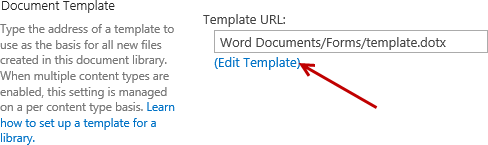 Document Template
Type the address of a template to
use as the basis for all new files
created in this document library.
When multiple content types are
enabled, this setting is managed
on a per content type basis. Learn
how to set up a template for a
library.
Template URL:
Word Documents/Forms/template.dotx
(Edit Template)